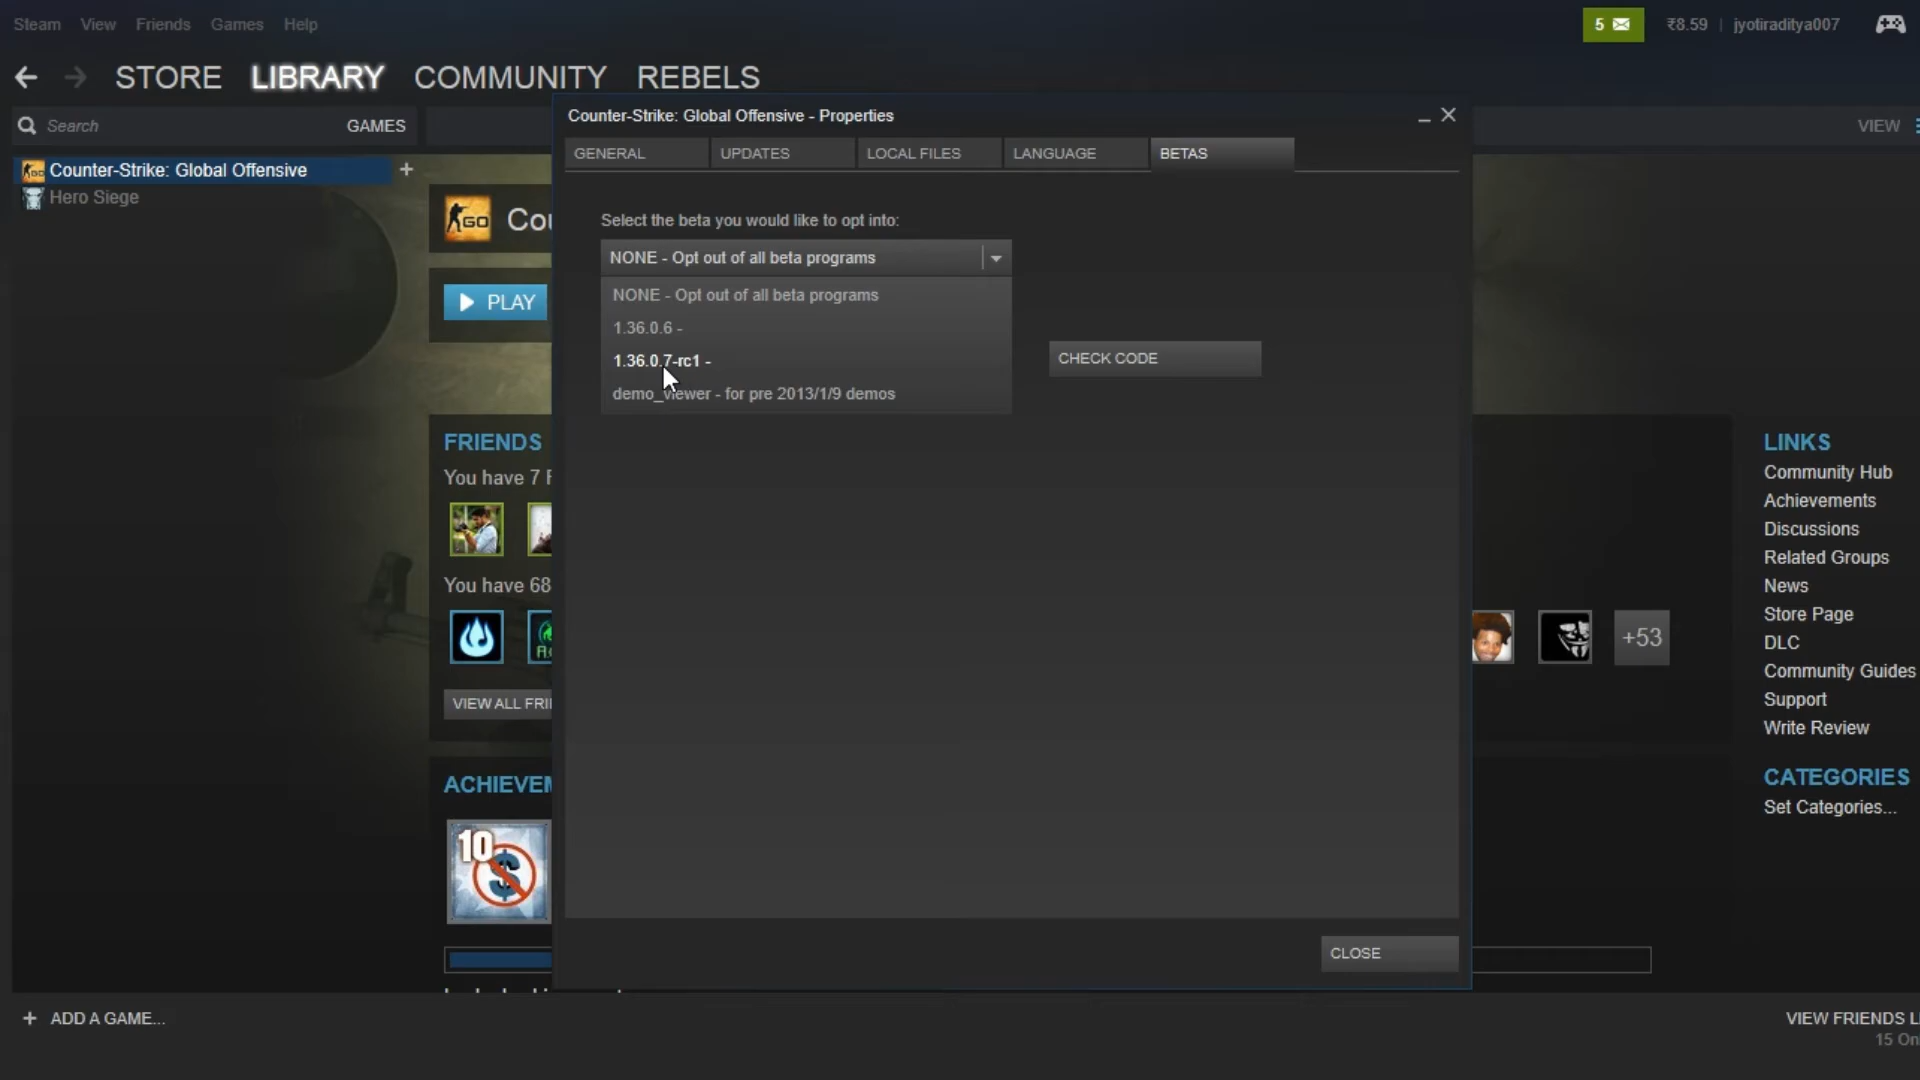 Steam View Friends Games Help
5 ₹8.59 | jyotiraditya007
STORE LIBRARY COMMUNITY REBELS
Search GAMES
VIEW
Counter-Strike: Global Offensive +
Hero Siege
GO
PLAY
Counter-Strike: Global Offensive - Properties
GENERAL UPDATES LOCAL FILES LANGUAGE BETAS
Select the beta you would like to opt into:
NONE - Opt out of all beta programs
NONE - Opt out of all beta programs
1.36.0.6 -
1.36.0.7-rc1 -
demo_viewer - for pre 2013/1/9 demos
CHECK CODE
CLOSE
FRIENDS
You have 7 F
You have 68
+53
VIEW ALL FRI
ACHIEVEM
10
LINKS
Community Hub
Achievements
Discussions
Related Groups
News
Store Page
DLC
Community Guides
Support
Write Review
CATEGORIES
Set Categories...
+ ADD A GAME...
VIEW FRIENDS L
15 On